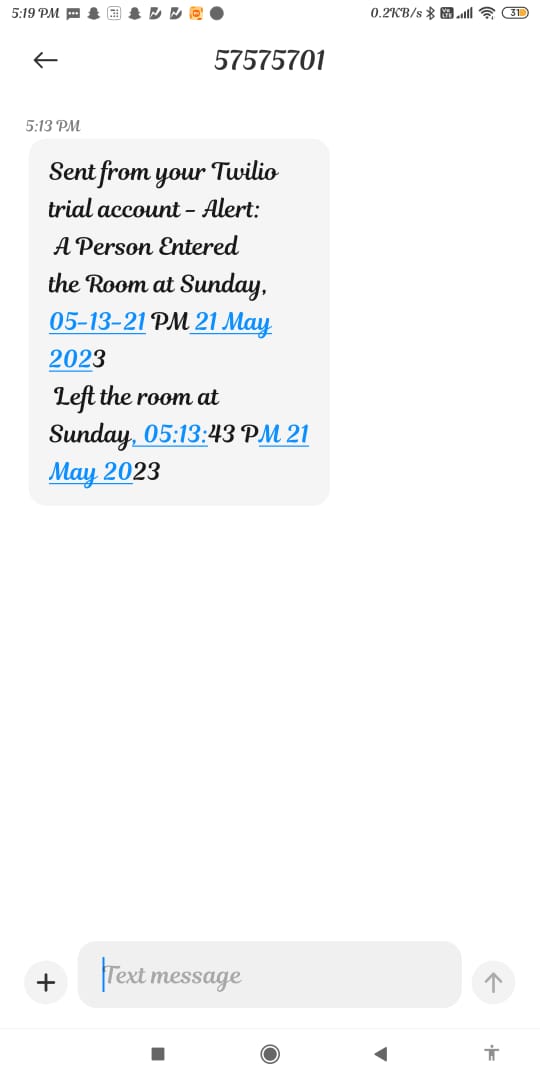 5:19 PM
0.2KB/s
31
57575701
5:13 PM
Sent from your Twilio
trial account - Alert:
A Person Entered
the Room at Sunday,
05-13-21 PM 21 May
2023
Left the room at
Sunday, 05:13:43 PM 21
May 2023
Text message